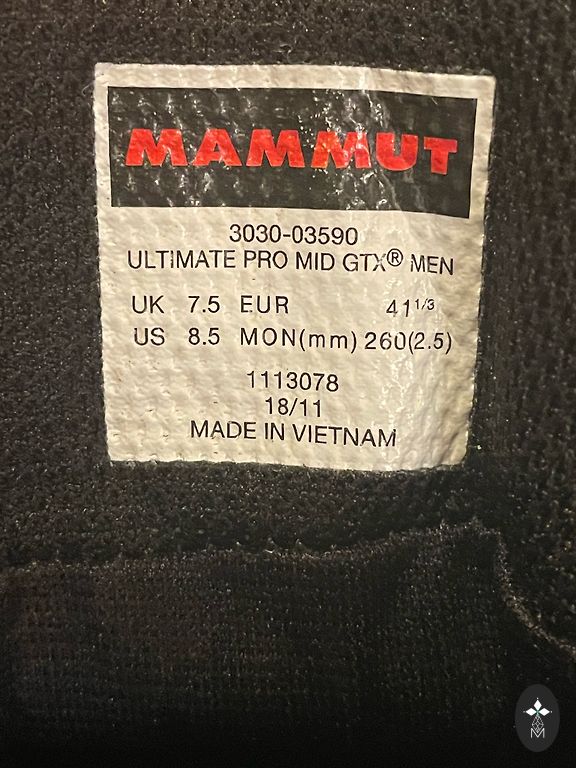 MAMMUT
3030-03590
ULTIMATE PRO MID GTX® MEN
UK 7.5 EUR 41 1/3
US 8.5 MON(mm) 260(2.5)
1113078
18/11
MADE IN VIETNAM
M